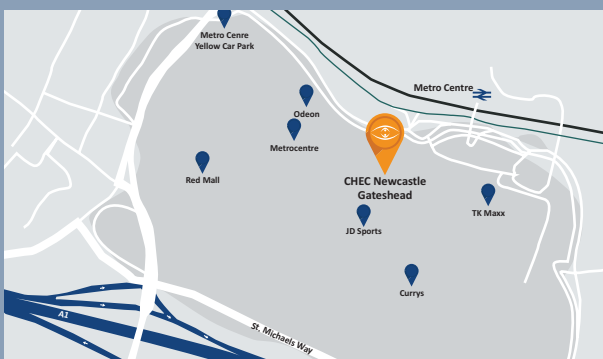 Metro Cenre
Yellow Car Park
Metro Centre
Odeon
Metrocentre
Red Mall
CHEC Newcastle
Gateshead
TK Maxx
JD Sports
Currys
A1
St. Michaels Way